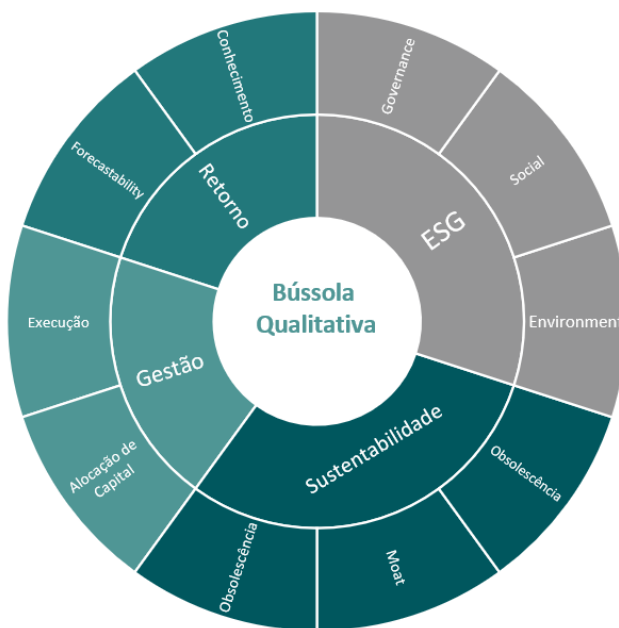 Bússola
Qualitativa
ESG
Governance
Social
Environment
Sustentabilidade
Obsolescência
Moat
Obsolescência
Gestão
Alocação de
Capital
Execução
Retorno
Forecastability
Conhecimento